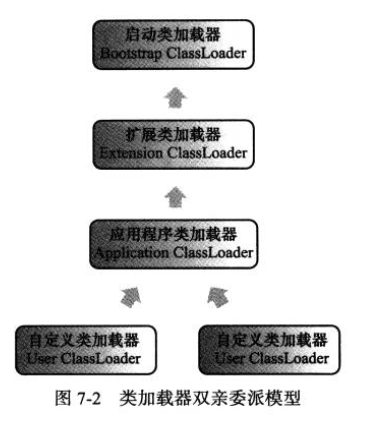 启动类加载器
Bootstrap ClassLoader
扩展类加载器
Extension ClassLoader
应用程序类加载器
Application ClassLoader
自定义类加载器
User ClassLoader
自定义类加载器
User ClassLoader
图 7-2 类加载器双亲委派模型